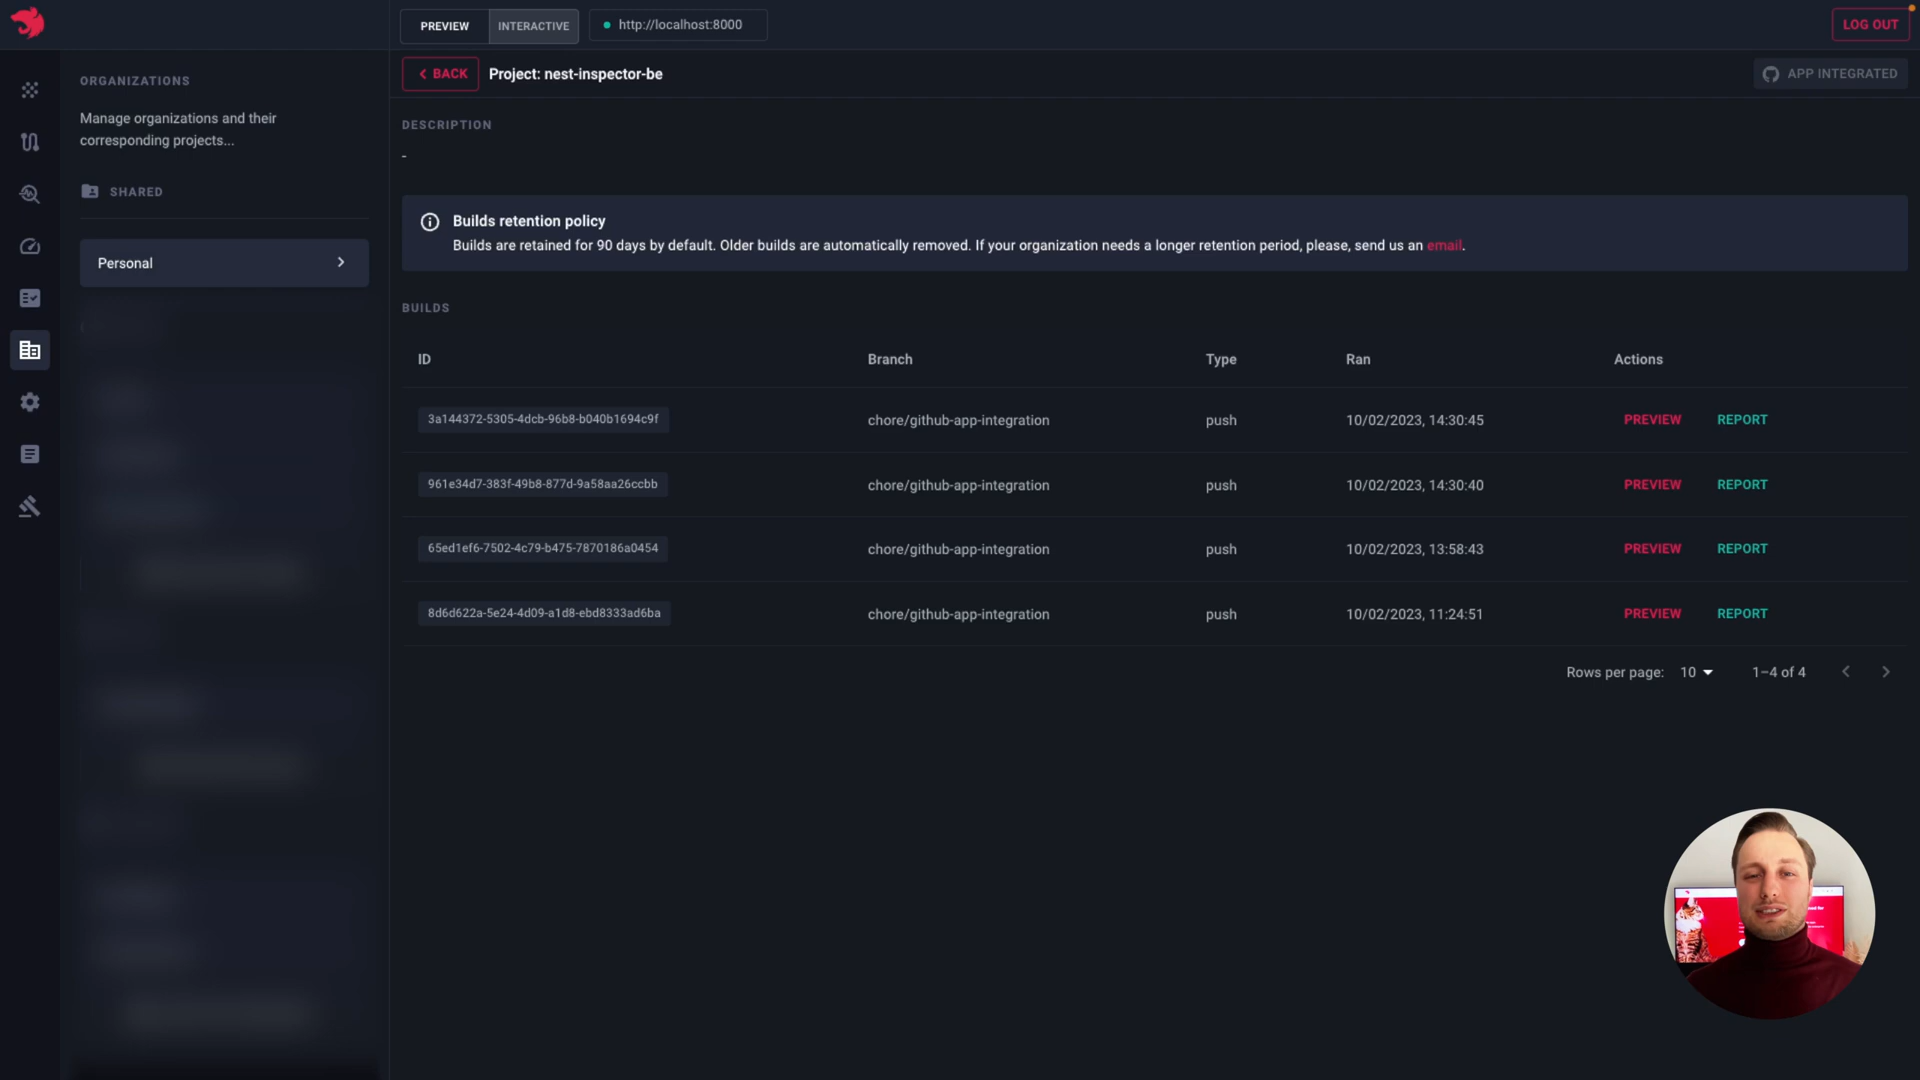 PREVIEW
INTERACTIVE
http://localhost:8000
LOG OUT
ORGANIZATIONS
Manage organizations and their
corresponding projects...
SHARED
Personal
BACK
Project: nest-inspector-be
APP INTEGRATED
DESCRIPTION
-
Builds retention policy
Builds are retained for 90 days by default. Older builds are automatically removed. If your organization needs a longer retention period, please, send us an email.
BUILDS
ID Branch Type Ran Actions
3a144372-5305-4dcb-96b8-b040b1694c9f chore/github-app-integration push 10/02/2023, 14:30:45 PREVIEW REPORT
961e34d7-383f-49b8-877d-9a58aa26ccbb chore/github-app-integration push 10/02/2023, 14:30:40 PREVIEW REPORT
65ed1ef6-7502-4c79-b475-7870186a0454 chore/github-app-integration push 10/02/2023, 13:58:43 PREVIEW REPORT
8d6d622a-5e24-4d09-a1d8-ebd8333ad6ba chore/github-app-integration push 10/02/2023, 11:24:51 PREVIEW REPORT
Rows per page: 10 1–4 of 4